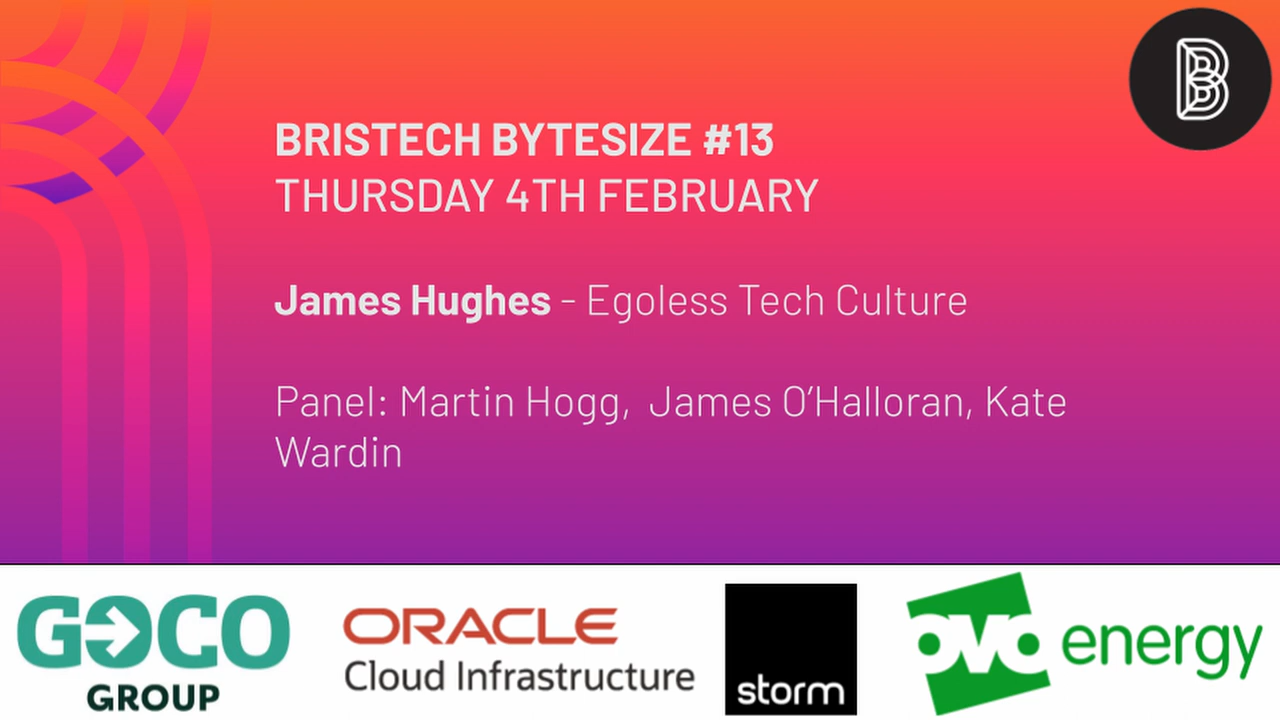 BRISTECH BYTESIZE #13
THURSDAY 4TH FEBRUARY
James Hughes - Egoless Tech Culture
Panel: Martin Hogg, James O’Halloran, Kate
Wardin
B
GOCO
GROUP
ORACLE
Cloud Infrastructure
storm
ovo energy